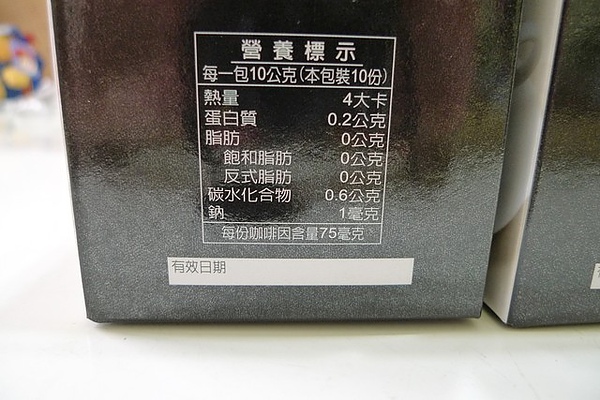 營養標示
每一包10公克(本包裝10份)
熱量 4大卡
蛋白質 0.2公克
脂肪 0公克
飽和脂肪 0公克
反式脂肪 0公克
碳水化合物 0.6公克
鈉 1毫克
每份咖啡因含量75毫克
有效日期